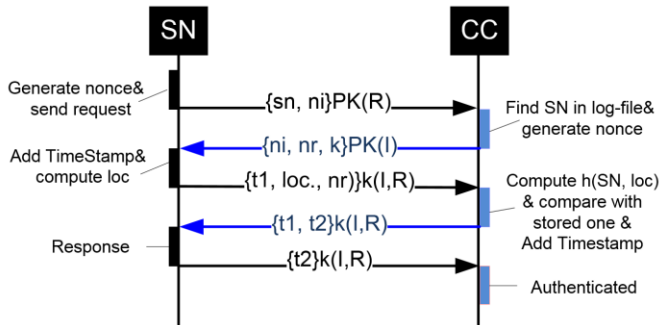 SN
CC
Generate nonce&
send request
{sn, ni}PK(R)
Find SN in log-file&
generate nonce
{ni, nr, k}PK(I)
Add TimeStamp&
compute loc
{t1, loc., nr)}k(I,R)
Compute h(SN, loc)
& compare with
stored one &
Add Timestamp
{t1, t2}k(I,R)
Response
{t2}k(I,R)
Authenticated